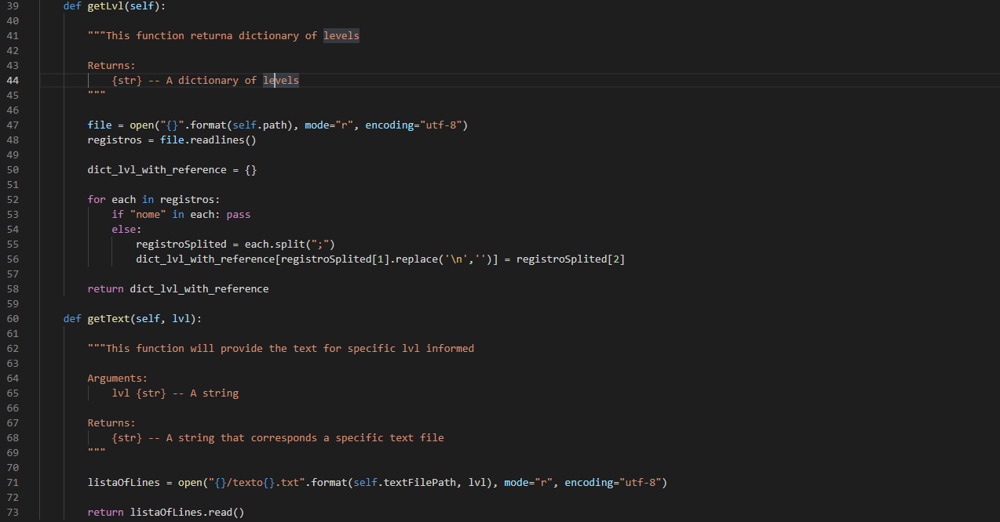 39 def getLvl(self):
40
41 """This function returna dictionary of levels
42
43 Returns:
44 {str} -- A dictionary of levels
45 """
46
47 file = open("{}".format(self.path), mode="r", encoding="utf-8")
48 registros = file.readlines()
49
50 dict_lvl_with_reference = {}
51
52 for each in registros:
53 if "nome" in each: pass
54 else:
55 registroSplited = each.split(";")
56 dict_lvl_with_reference[registroSplited[1].replace('\n','')] = registroSplited[2]
57
58 return dict_lvl_with_reference
59
60 def getText(self, lvl):
61
62 """This function will provide the text for specific lvl informed
63
64 Arguments:
65 lvl {str} -- A string
66
67 Returns:
68 {str} -- A string that corresponds a specific text file
69 """
70
71 listaOfLines = open("{}/texto{}.txt".format(self.textFilePath, lvl), mode="r", encoding="utf-8")
72
73 return listaOfLines.read()